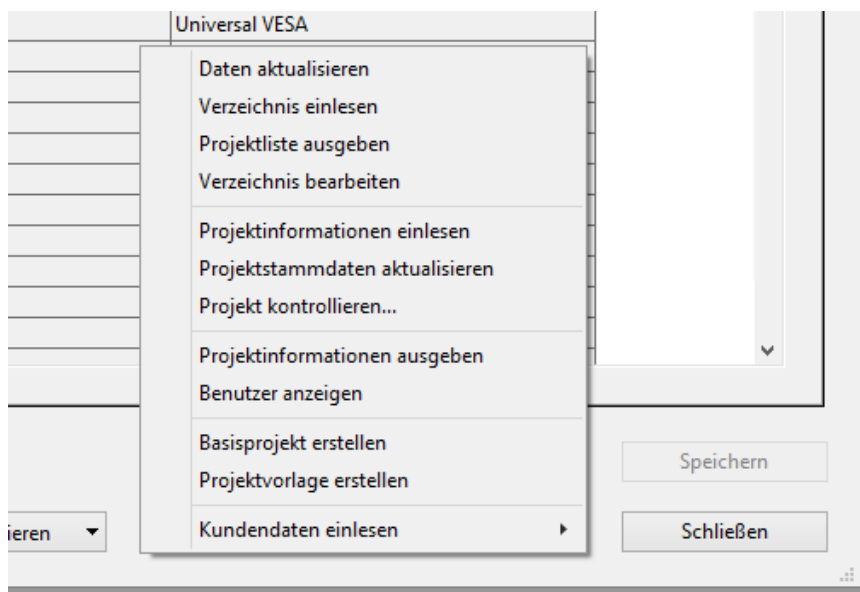 Universal VESA
Daten aktualisieren
Verzeichnis einlesen
Projektliste ausgeben
Verzeichnis bearbeiten
Projektinformationen einlesen
Projektstammdaten aktualisieren
Projekt kontrollieren...
Projektinformationen ausgeben
Benutzer anzeigen
Basisprojekt erstellen
Projektvorlage erstellen
Kundendaten einlesen
Speichern
ieren
Schließen